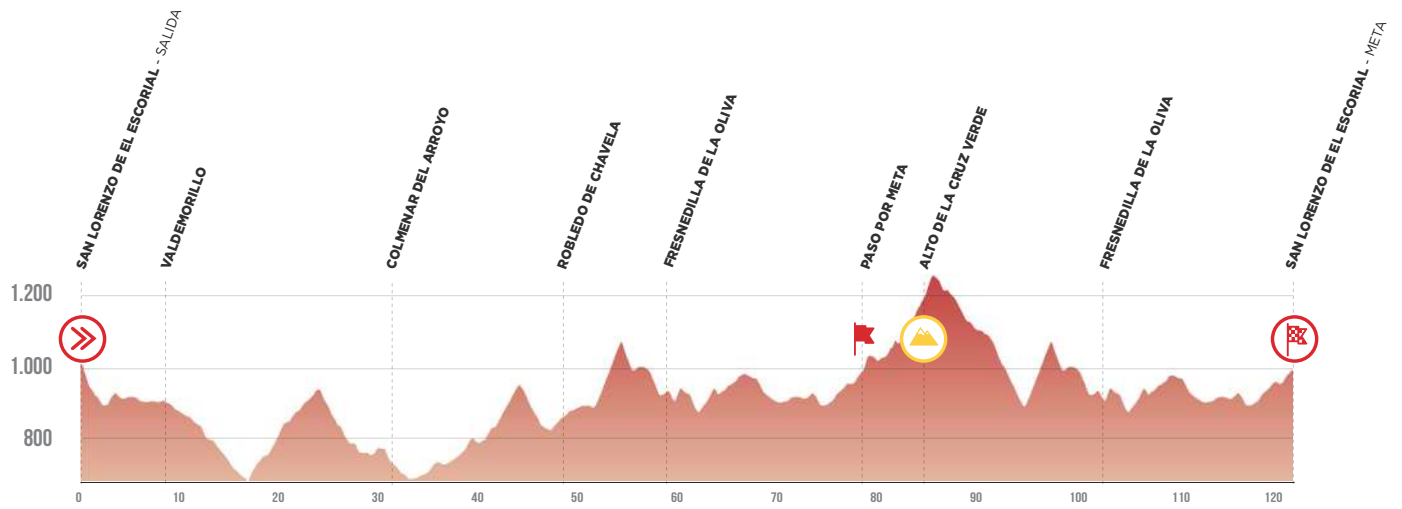 SAN LORENZO DE EL ESCORIAL - SALIDA
VALDEMORILLO
COLMENAR DEL ARROYO
ROBLEDO DE CHAVELA
FRESNEDILLA DE LA OLIVA
PASO POR META
ALTO DE LA CRUZ VERDE
FRESNEDILLA DE LA OLIVA
SAN LORENZO DE EL ESCORIAL - META
1.200
1.000
800
0 10 20 30 40 50 60 70 80 90 100 110 120